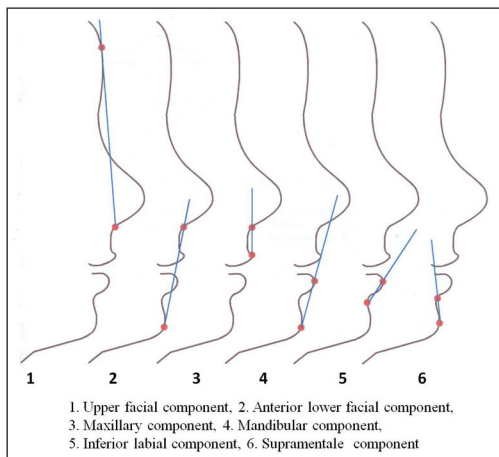 1 2 3 4 5 6
1. Upper facial component, 2. Anterior lower facial component,
3. Maxillary component, 4. Mandibular component,
5. Inferior labial component, 6. Supramentale component